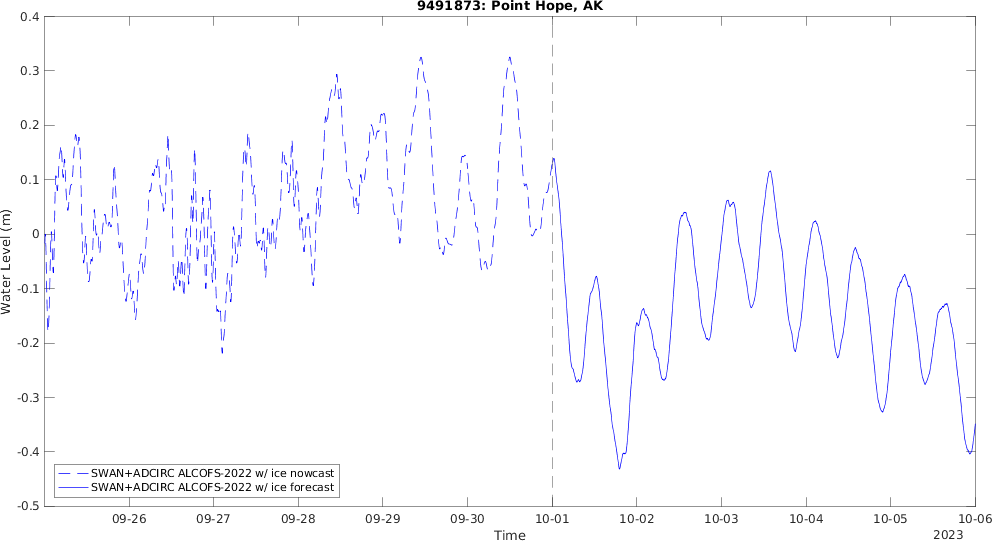 9491873: Point Hope, AK
0.4
0.3
0.2
0.1
0
-0.1
-0.2
-0.3
-0.4
-0.5
Water Level (m)
SWAN+ADCIRC ALCOFS-2022 w/ ice nowcast
SWAN+ADCIRC ALCOFS-2022 w/ ice forecast
09-26 09-27 09-28 09-29 09-30 10-01 10-02 10-03 10-04 10-05 10-06
Time
2023